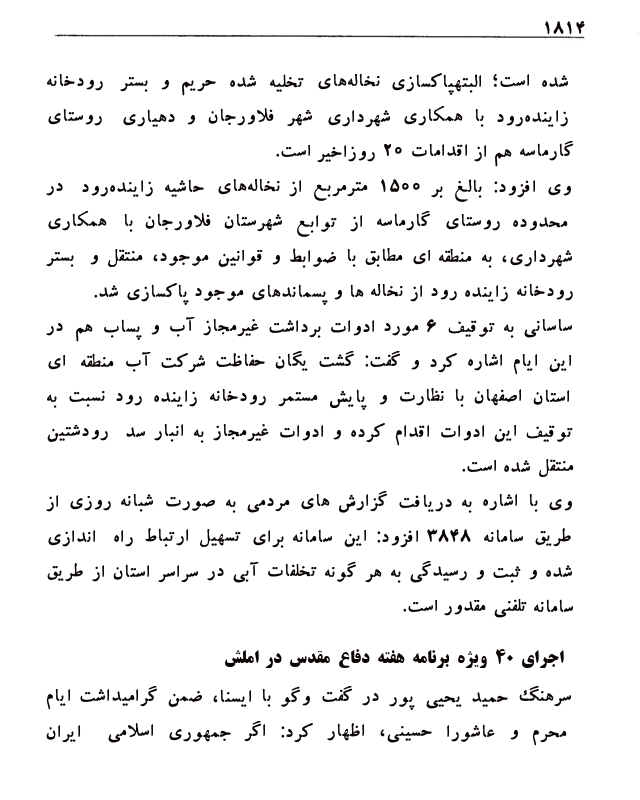 ۱۸۱۴
شده است؛ البتهپاکسازی نخاله‌های تخلیه شده حریم و بستر رودخانه
زاینده‌رود با همکاری شهرداری شهر فلاورجان و دهیاری روستای
گارماسه هم از اقدامات ۲۰ روزاخیر است.
وی افزود: بالغ بر ۱۵۰۰ مترمربع از نخاله‌های حاشیه زاینده‌رود در
محدوده روستای گارماسه از توابع شهرستان فلاورجان با همکاری
شهرداری، به منطقه ای مطابق با ضوابط و قوانین موجود، منتقل و بستر
رودخانه زاینده رود از نخاله ها و پسماندهای موجود پاکسازی شد.
ساسانی به توقیف ۶ مورد ادوات برداشت غیرمجاز آب و پساب هم در
این ایام اشاره کرد و گفت: گشت یگان حفاظت شرکت آب منطقه ای
استان اصفهان با نظارت و پایش مستمر رودخانه زاینده رود نسبت به
توقیف این ادوات اقدام کرده و ادوات غیرمجاز به انبار سد رودشتین
منتقل شده است.
وی با اشاره به دریافت گزارش های مردمی به صورت شبانه روزی از
طریق سامانه ۳۸۴۸ افزود: این سامانه برای تسهیل ارتباط راه اندازی
شده و ثبت و رسیدگی به هر گونه تخلفات آبی در سراسر استان از طریق
سامانه تلفنی مقدور است.
اجرای ۴۰ ویژه برنامه هفته دفاع مقدس در املش
سرهنگ حمید یحیی پور در گفت وگو با ایسنا، ضمن گرامیداشت ایام
محرم و عاشورا حسینی، اظهار کرد: اگر جمهوری اسلامی ایران